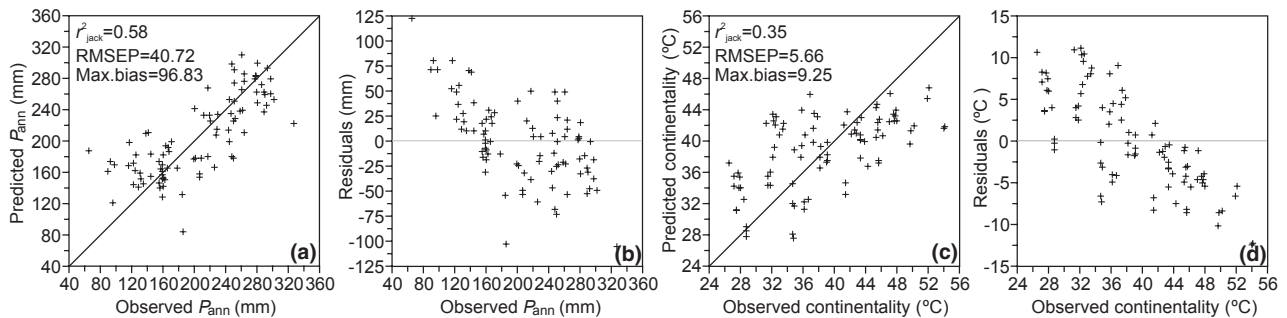 r²jack=0.58
RMSEP=40.72
Max.bias=96.83
Predicted Pann (mm)
360
320
280
240
200
160
120
80
40
40 80 120 160 200 240 280 320 360
Observed Pann (mm)
(a)
Residuals (mm)
125
100
75
50
25
0
-25
-50
-75
-100
-125
40 80 120 160 200 240 280 320 360
Observed Pann (mm)
(b)
r²jack=0.35
RMSEP=5.66
Max.bias=9.25
Predicted continentality (ºC)
56
52
48
44
40
36
32
28
24
24 28 32 36 40 44 48 52 56
Observed continentality (ºC)
(c)
Residuals (ºC)
15
10
5
0
-5
-10
-15
24 28 32 36 40 44 48 52 56
Observed continentality (ºC)
(d)